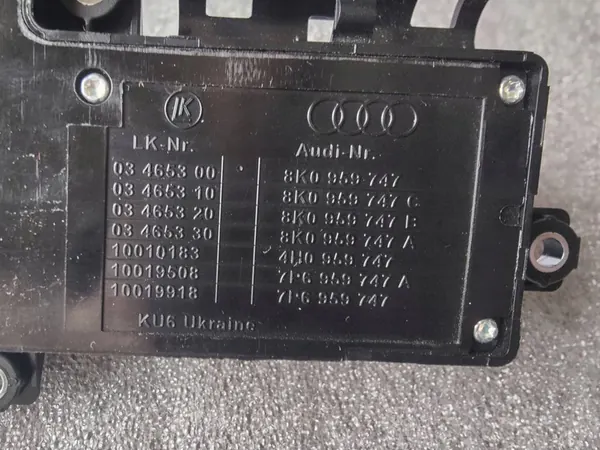 LK
LK-Nr. Audi-Nr.
03 4653 00 8K0 959 747
03 4653 10 8K0 959 747 C
03 4653 20 8K0 959 747 B
03 4653 30 8K0 959 747 A
10010183 4H0 959 747
10019508 7P6 959 747 A
10019918 7P6 959 747
KU6 Ukraine